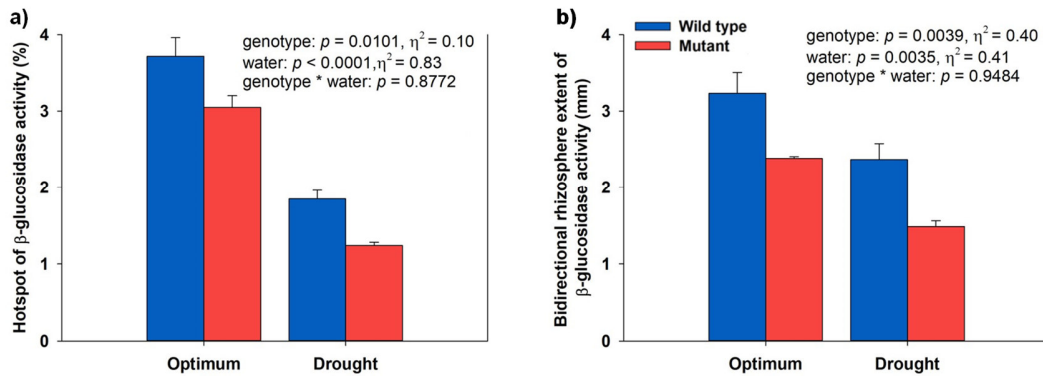 a)
Hotspot of β-glucosidase activity (%)
4
3
2
1
0
genotype: p = 0.0101, η² = 0.10
water: p < 0.0001, η² = 0.83
genotype * water: p = 0.8772
Optimum
Drought
b)
Bidirectional rhizosphere extent of
β-glucosidase activity (mm)
4
3
2
1
0
Wild type
Mutant
genotype: p = 0.0039, η² = 0.40
water: p = 0.0035, η² = 0.41
genotype * water: p = 0.9484
Optimum
Drought